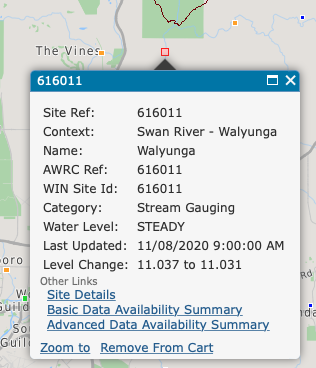 The Vines
616011
Site Ref: 616011
Context: Swan River - Walyunga
Name: Walyunga
AWRC Ref: 616011
WIN Site Id: 616011
Category: Stream Gauging
Water Level: STEADY
Last Updated: 11/08/2020 9:00:00 AM
Level Change: 11.037 to 11.031
Other Links
Site Details
Basic Data Availability Summary
Advanced Data Availability Summary
Zoom to Remove From Cart